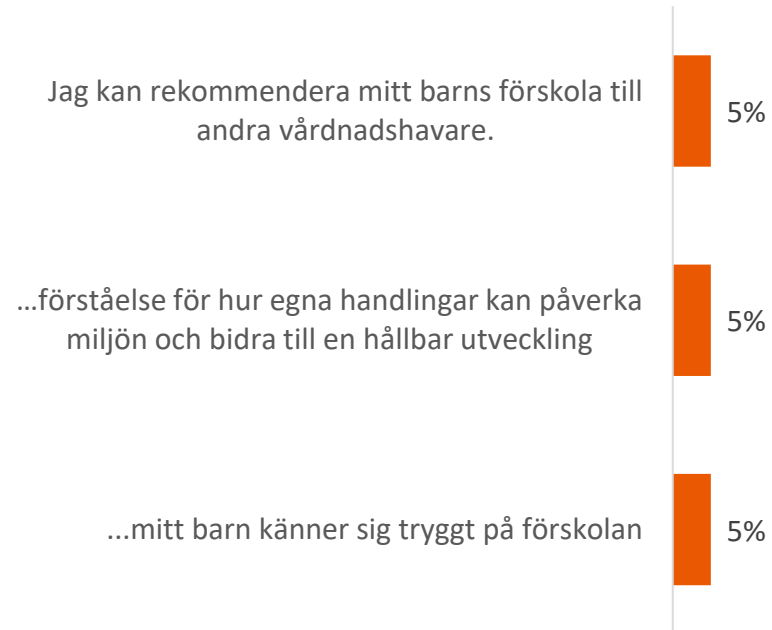 Jag kan rekommendera mitt barns förskola till
andra vårdnadshavare.
5%
…förståelse för hur egna handlingar kan påverka
miljön och bidra till en hållbar utveckling
5%
...mitt barn känner sig tryggt på förskolan
5%